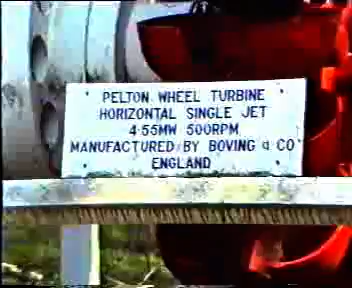 PELTON WHEEL TURBINE
HORIZONTAL SINGLE JET
4·55MW 500RPM
MANUFACTURED BY BOVING & CO
ENGLAND